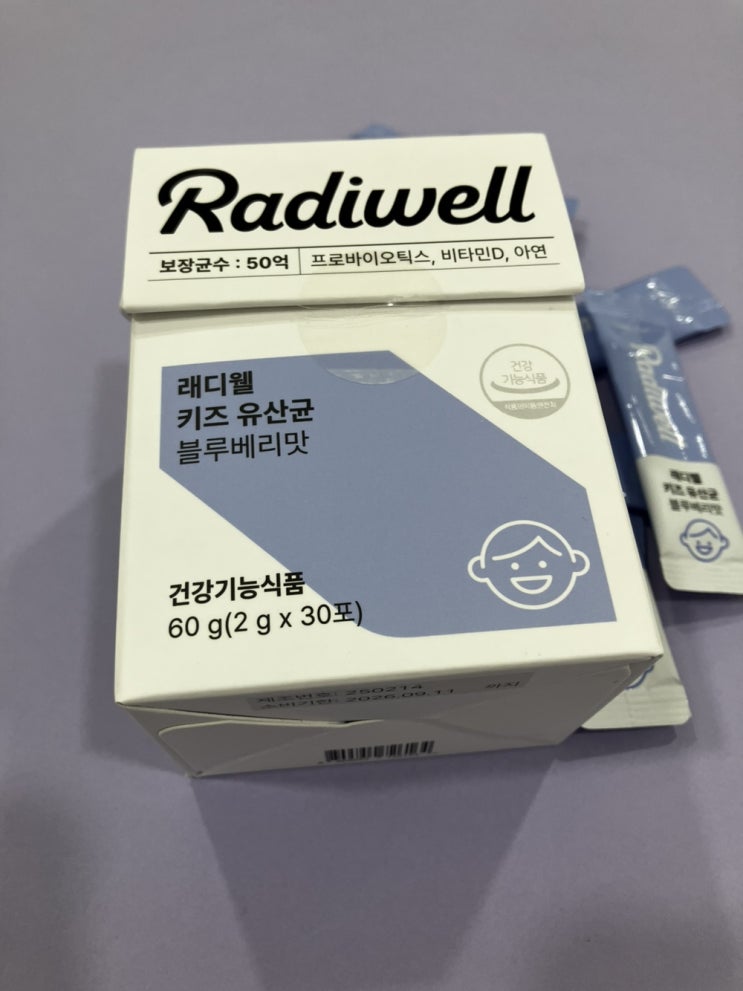 Radiwell
보장균수 : 50억 프로바이오틱스, 비타민D, 아연
래디웰
키즈 유산균
블루베리맛
건강
기능식품
건강기능식품
60 g(2 g x 30포)
제조번호: 250214
소비기한: 2026.09.11 까지
Radiwell
래디웰
키즈 유산균
블루베리맛